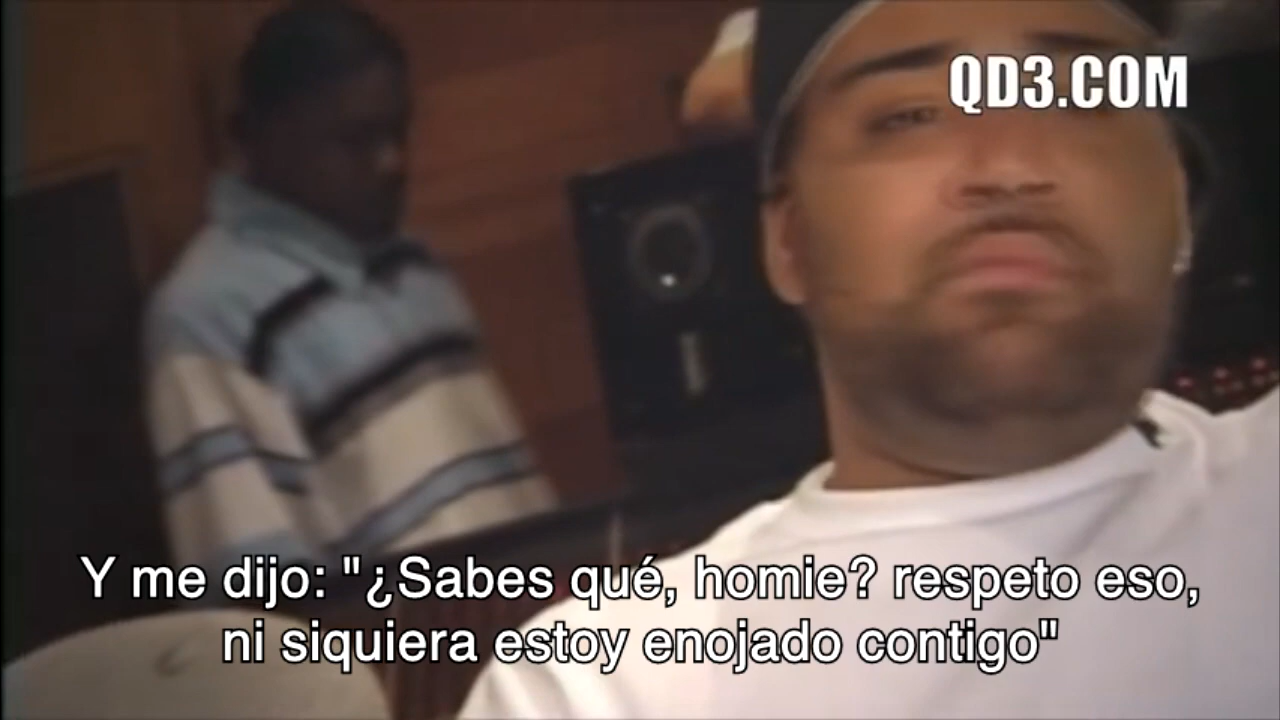 QD3.COM
Y me dijo: "¿Sabes qué, homie? respeto eso,
ni siquiera estoy enojado contigo"